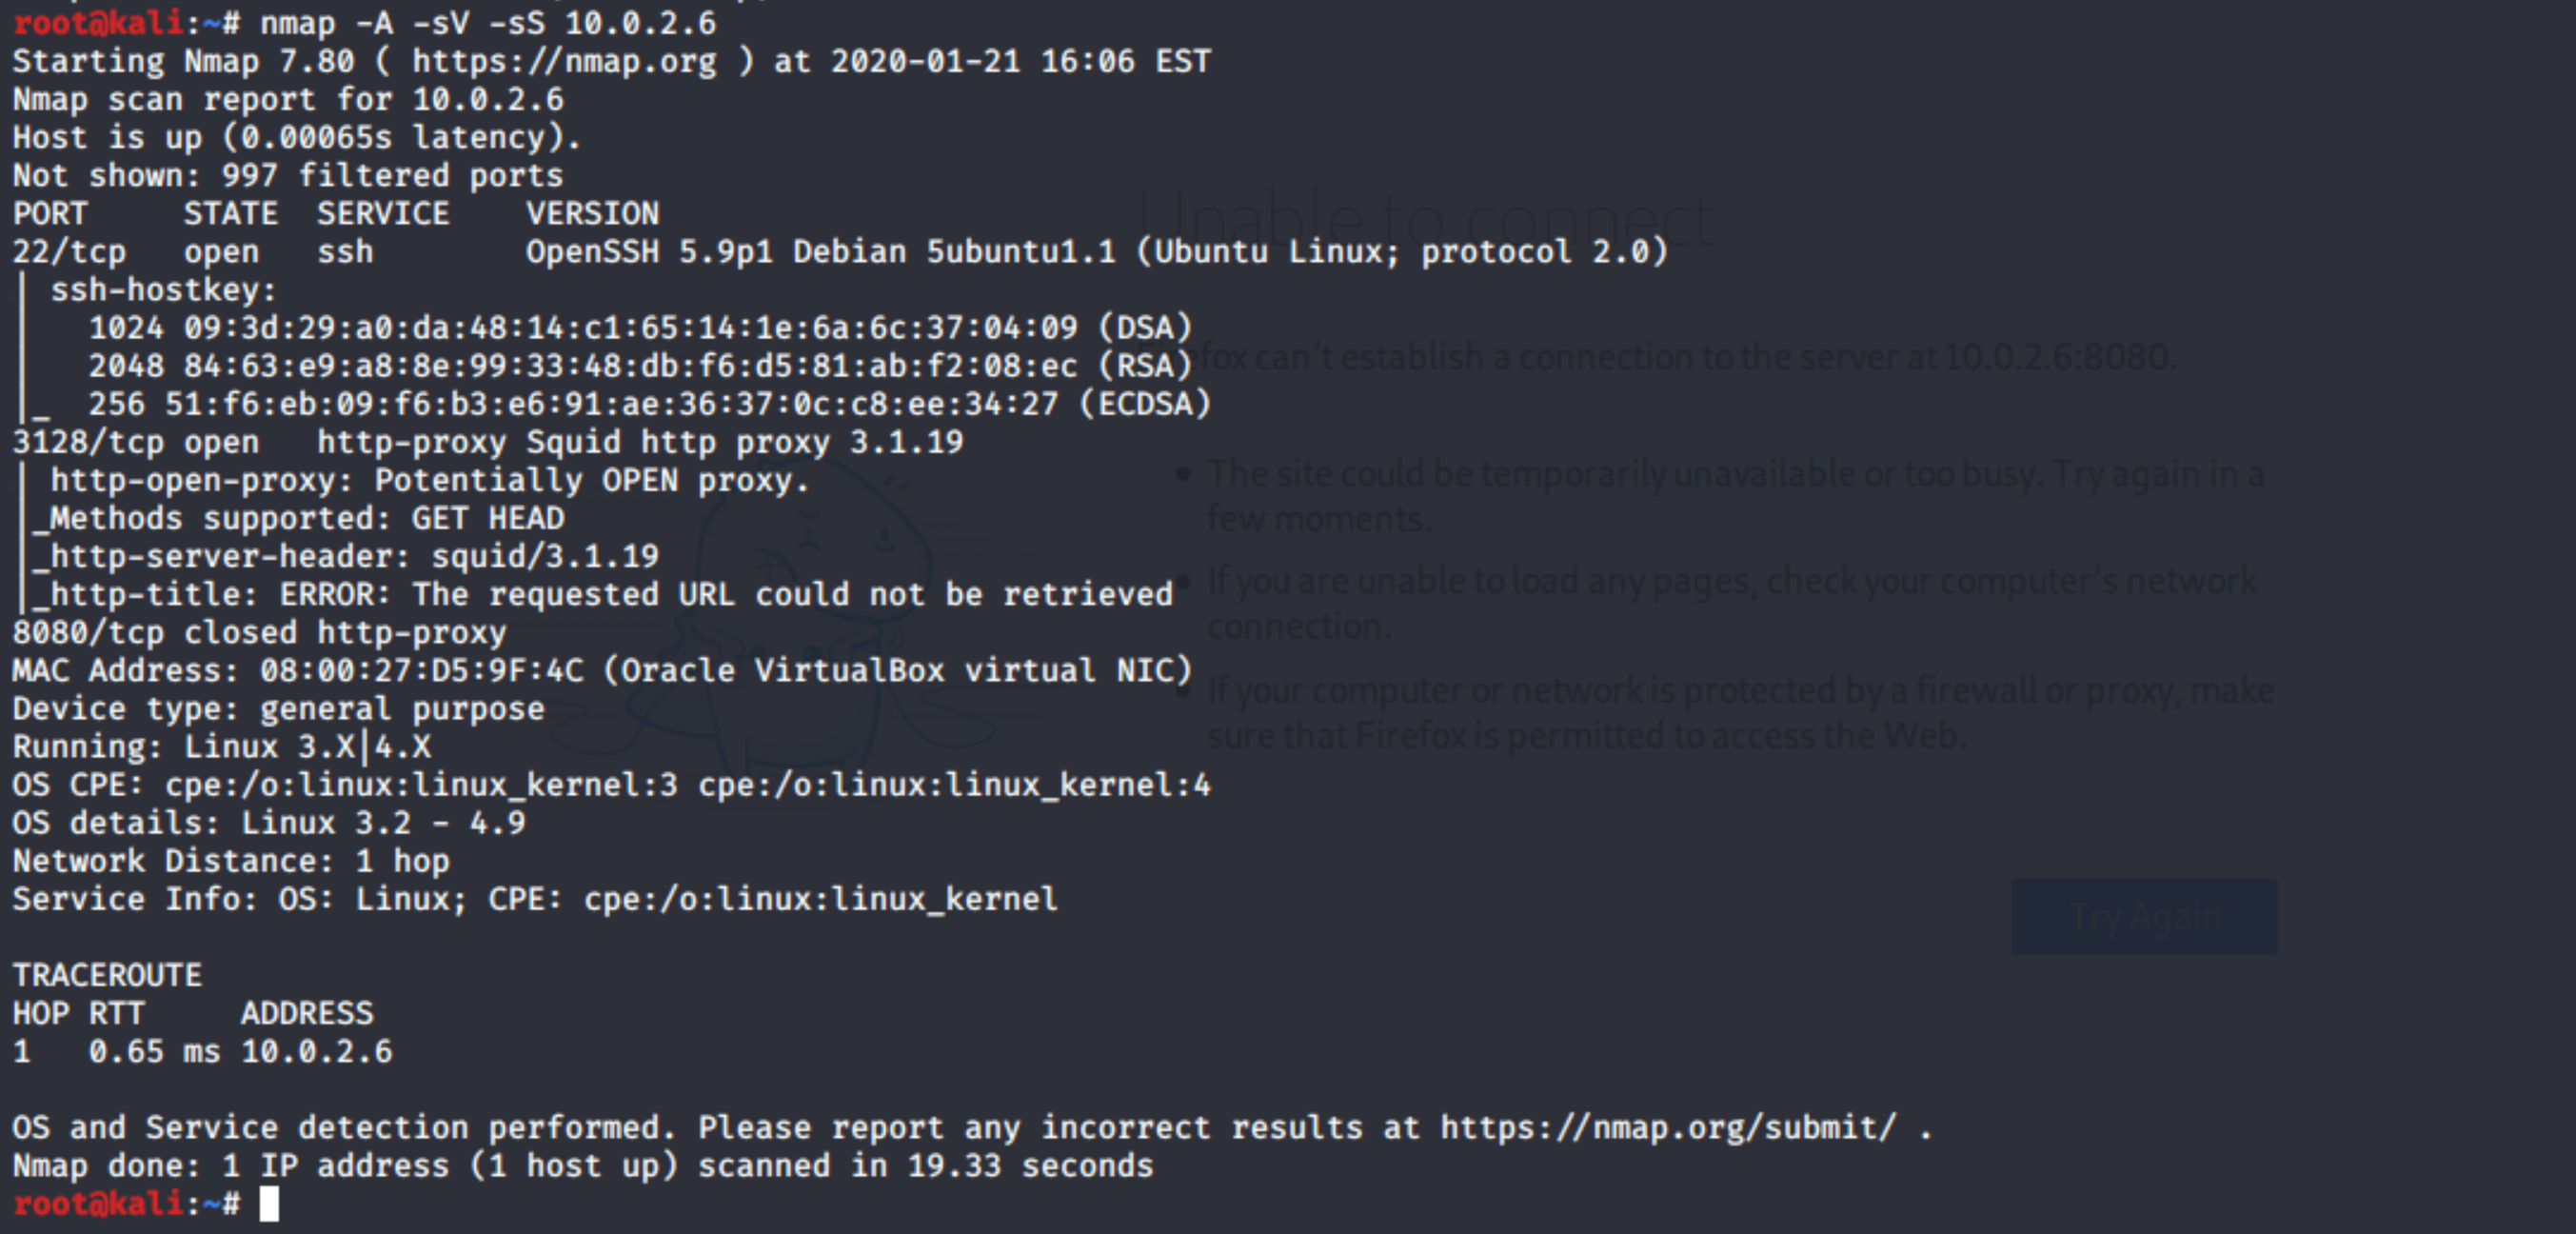 root@kali:~# nmap -A -sV -sS 10.0.2.6
Starting Nmap 7.80 ( https://nmap.org ) at 2020-01-21 16:06 EST
Nmap scan report for 10.0.2.6
Host is up (0.00065s latency).
Not shown: 997 filtered ports
PORT     STATE  SERVICE    VERSION
22/tcp   open   ssh        OpenSSH 5.9p1 Debian 5ubuntu1.1 (Ubuntu Linux; protocol 2.0)
| ssh-hostkey:
|   1024 09:3d:29:a0:da:48:14:c1:65:14:1e:6a:6c:37:04:09 (DSA)
|   2048 84:63:e9:a8:8e:99:33:48:db:f6:d5:81:ab:f2:08:ec (RSA)
|_  256 51:f6:eb:09:f6:b3:e6:91:ae:36:37:0c:c8:ee:34:27 (ECDSA)
3128/tcp open   http-proxy Squid http proxy 3.1.19
| http-open-proxy: Potentially OPEN proxy.
|_Methods supported: GET HEAD
|_http-server-header: squid/3.1.19
|_http-title: ERROR: The requested URL could not be retrieved
8080/tcp closed http-proxy
MAC Address: 08:00:27:D5:9F:4C (Oracle VirtualBox virtual NIC)
Device type: general purpose
Running: Linux 3.X|4.X
OS CPE: cpe:/o:linux:linux_kernel:3 cpe:/o:linux:linux_kernel:4
OS details: Linux 3.2 - 4.9
Network Distance: 1 hop
Service Info: OS: Linux; CPE: cpe:/o:linux:linux_kernel
TRACEROUTE
HOP RTT     ADDRESS
1   0.65 ms 10.0.2.6
OS and Service detection performed. Please report any incorrect results at https://nmap.org/submit/ .
Nmap done: 1 IP address (1 host up) scanned in 19.33 seconds
root@kali:~#
Unable to connect
Firefox can't establish a connection to the server at 10.0.2.6:8080.
• The site could be temporarily unavailable or too busy. Try again in a
few moments.
• If you are unable to load any pages, check your computer's network
connection.
• If your computer or network is protected by a firewall or proxy, make
sure that Firefox is permitted to access the Web.
Try Again